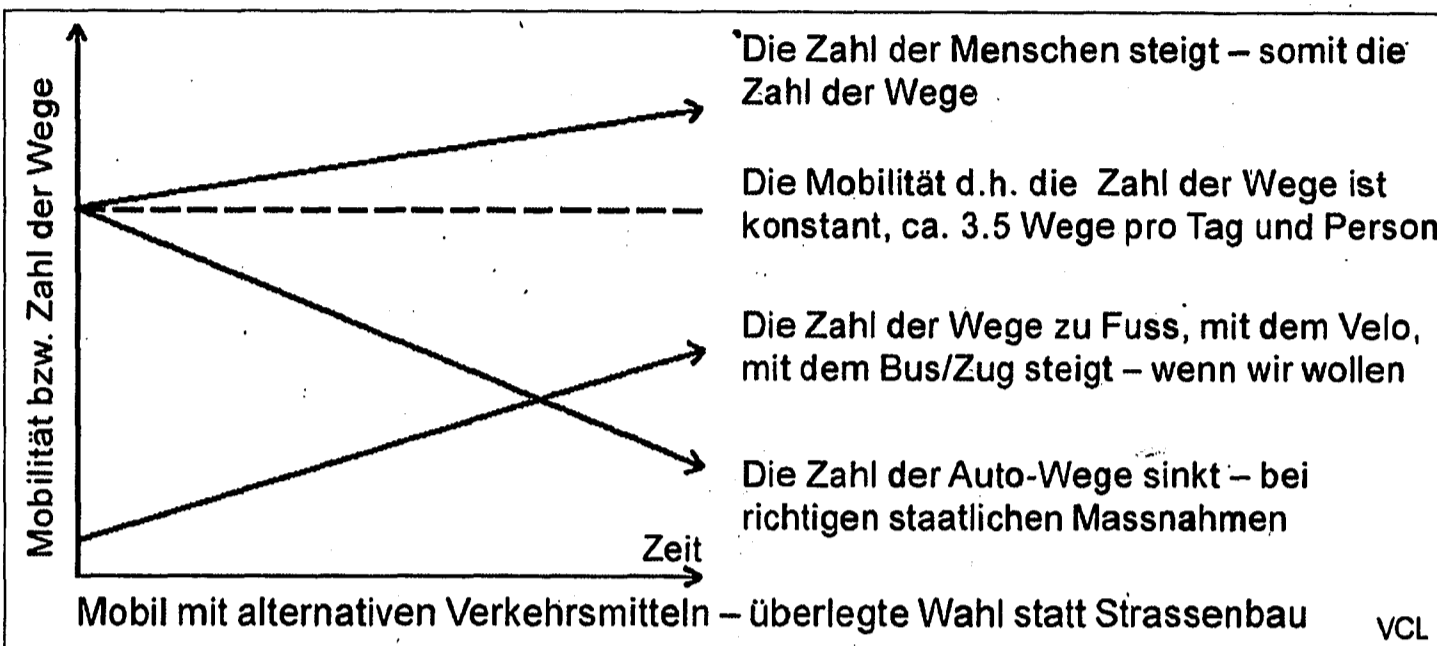 Mobilität bzw. Zahl der Wege
Die Zahl der Menschen steigt – somit die
Zahl der Wege
Die Mobilität d.h. die Zahl der Wege ist
konstant, ca. 3.5 Wege pro Tag und Person
Die Zahl der Wege zu Fuss, mit dem Velo,
mit dem Bus/Zug steigt – wenn wir wollen
Die Zahl der Auto-Wege sinkt – bei
richtigen staatlichen Massnahmen
Zeit
Mobil mit alternativen Verkehrsmitteln – überlegte Wahl statt Strassenbau
VCL